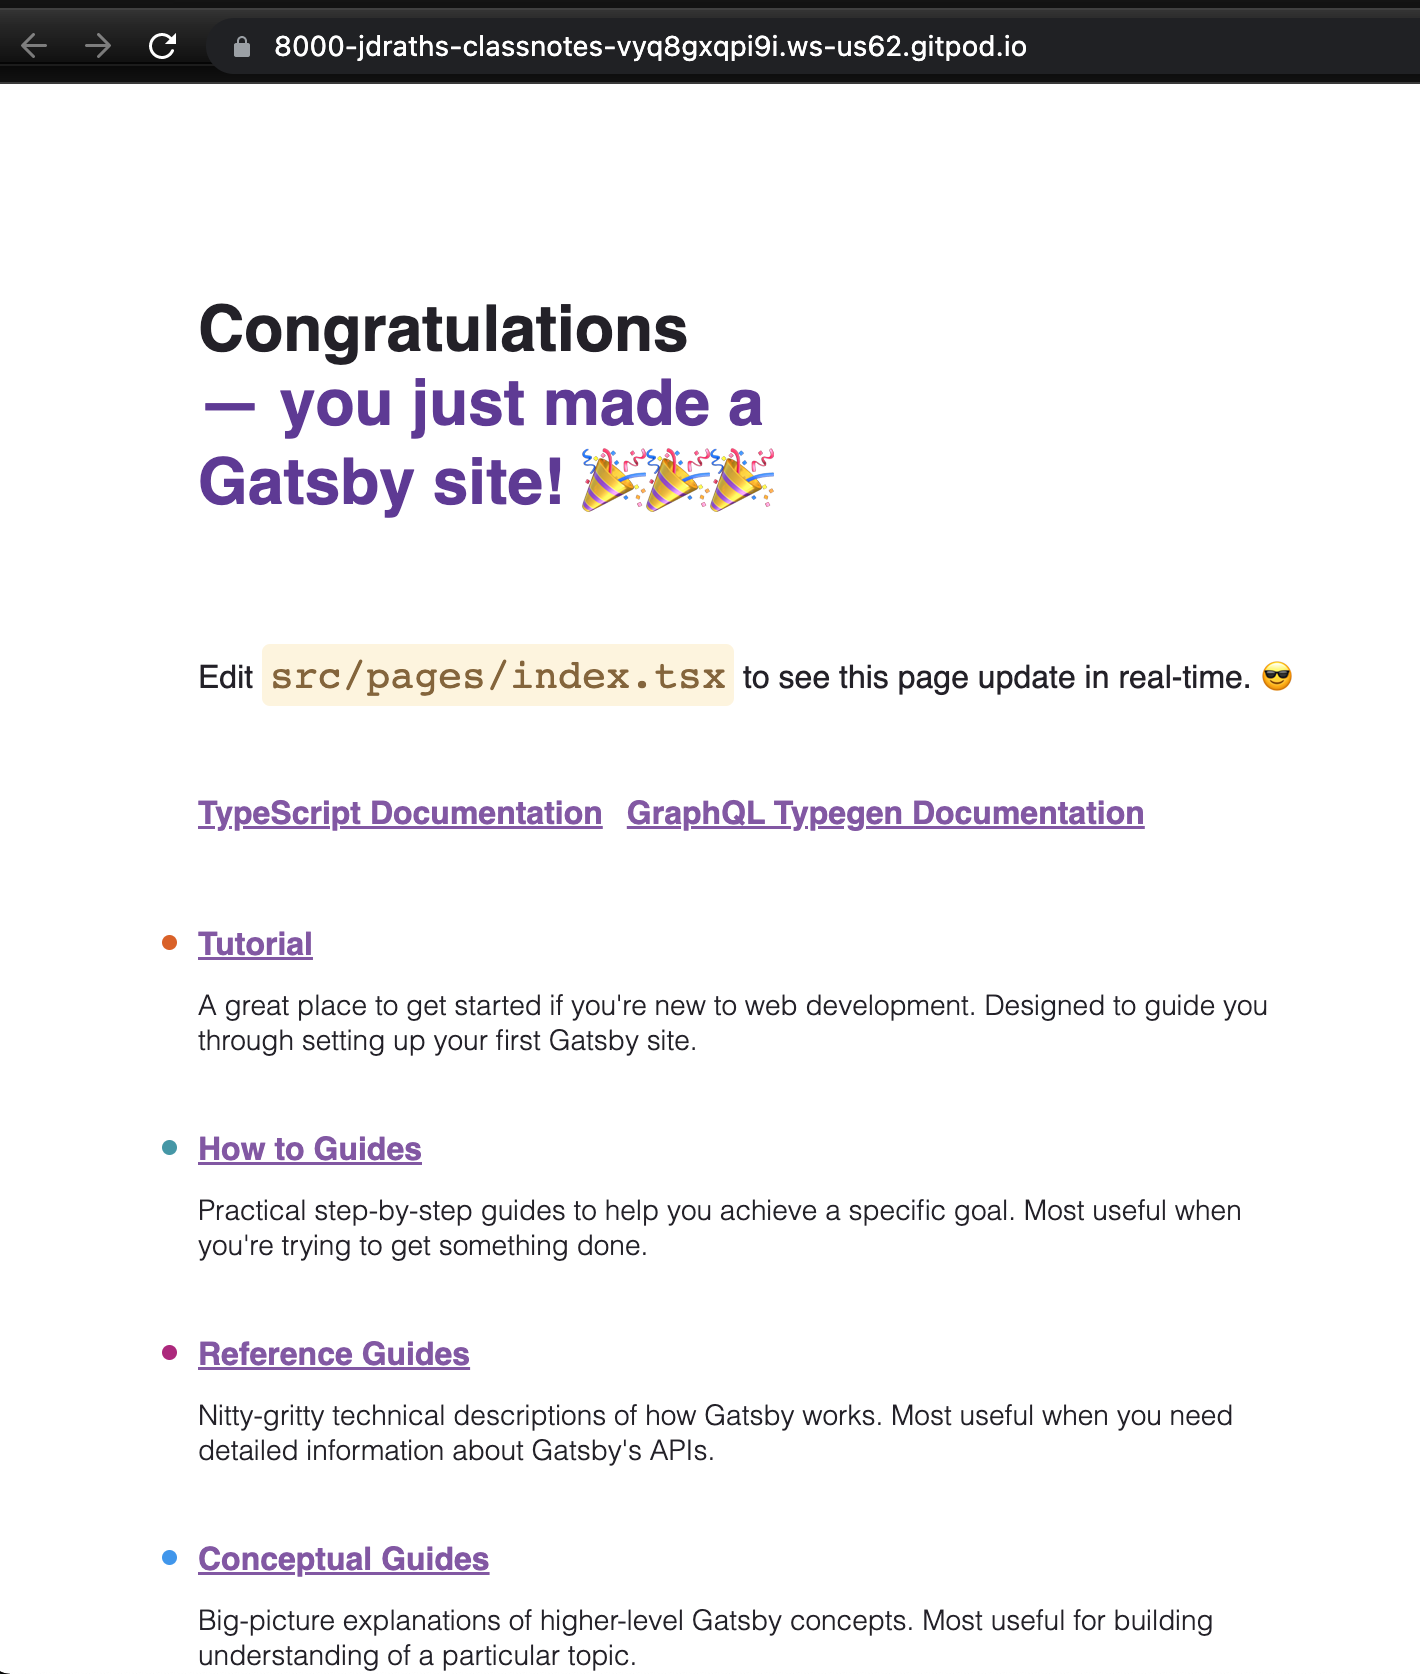 8000-jdraths-classnotes-vyq8gxqpi9i.ws-us62.gitpod.io
Congratulations
— you just made a
Gatsby site! 🎉🎉🎉
Edit src/pages/index.tsx to see this page update in real-time. 😎
TypeScript Documentation GraphQL Typegen Documentation
Tutorial
A great place to get started if you're new to web development. Designed to guide you
through setting up your first Gatsby site.
How to Guides
Practical step-by-step guides to help you achieve a specific goal. Most useful when
you're trying to get something done.
Reference Guides
Nitty-gritty technical descriptions of how Gatsby works. Most useful when you need
detailed information about Gatsby's APIs.
Conceptual Guides
Big-picture explanations of higher-level Gatsby concepts. Most useful for building
understanding of a particular topic.